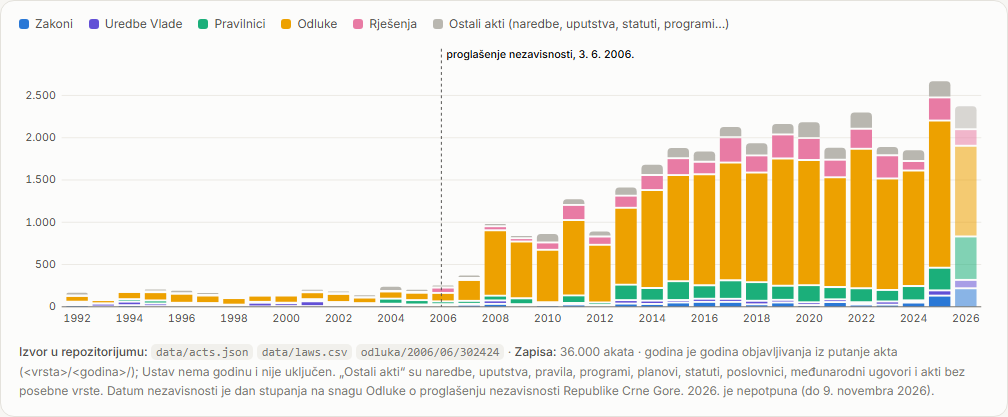 Zakoni Uredbe Vlade Pravilnici Odluke Rješenja Ostali akti (naredbe, uputstva, statuti, programi...)
proglašenje nezavisnosti, 3. 6. 2006.
2.500
2.000
1.500
1.000
500
0
1992 1994 1996 1998 2000 2002 2004 2006 2008 2010 2012 2014 2016 2018 2020 2022 2024 2026
Izvor u repozitorijumu: data/acts.json data/laws.csv odluka/2006/06/302424 · Zapisa: 36.000 akata · godina je godina objavljivanja iz putanje akta
(<vrsta>/<godina>/); Ustav nema godinu i nije uključen. „Ostali akti“ su naredbe, uputstva, pravila, programi, planovi, statuti, poslovnici, međunarodni ugovori i akti bez
posebne vrste. Datum nezavisnosti je dan stupanja na snagu Odluke o proglašenju nezavisnosti Republike Crne Gore. 2026. je nepotpuna (do 9. novembra 2026).